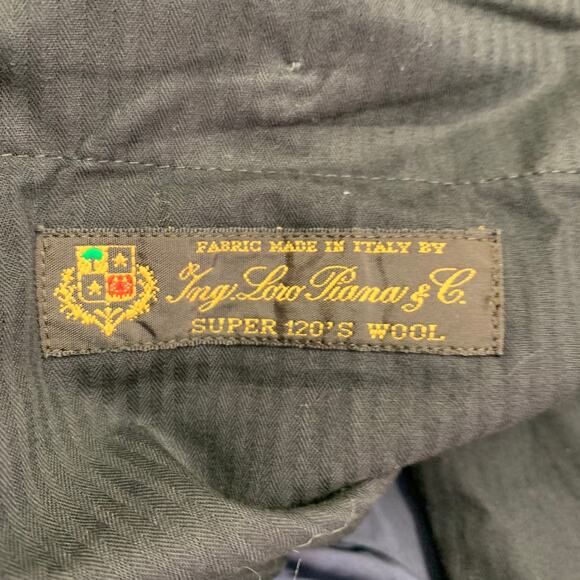 FABRIC MADE IN ITALY BY
Ing. Loro Piana & C.
SUPER 120'S WOOL